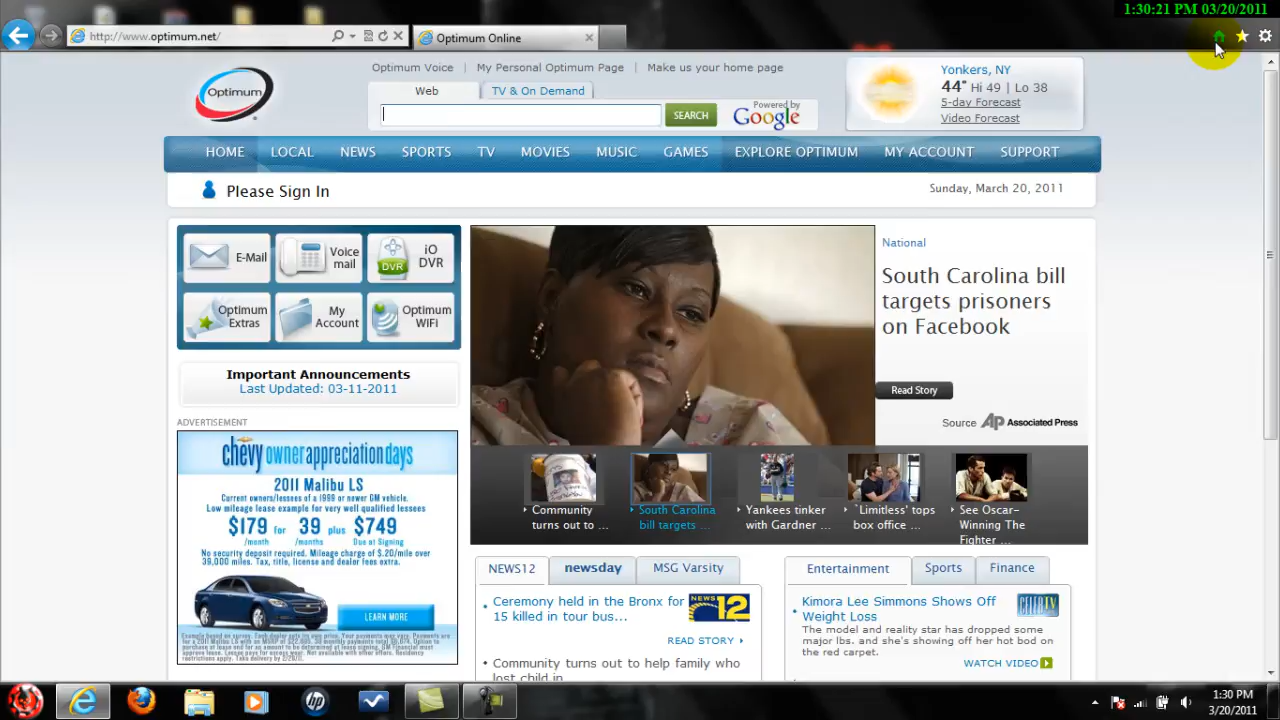 1:30:21 PM 03/20/2011
http://www.optimum.net/
Optimum Online
Optimum Voice
My Personal Optimum Page
Make us your home page
Optimum
Web
TV & On Demand
SEARCH
Powered by
Google
Yonkers, NY
44° Hi 49 | Lo 38
5-day Forecast
Video Forecast
HOME LOCAL NEWS SPORTS TV MOVIES MUSIC GAMES EXPLORE OPTIMUM MY ACCOUNT SUPPORT
Please Sign In
Sunday, March 20, 2011
E-Mail
Voice mail
iO DVR
DVR
Optimum Extras
My Account
Optimum WiFi
Important Announcements
Last Updated: 03-11-2011
ADVERTISEMENT
chevy owner appreciation days
2011 Malibu LS
Current owners/lessees of a 1999 or newer GM vehicle.
Low mileage lease example for very well qualified lessees
$179 for 39 plus $749
/month /months Due at Signing
No security deposit required. Mileage charge of $.20/mile over
39,000 miles. Tax, title, license and dealer fees extra.
LEARN MORE
National
South Carolina bill
targets prisoners
on Facebook
Read Story
Source AP Associated Press
Community
turns out to ...
South Carolina
bill targets ...
Yankees tinker
with Gardner ...
`Limitless' tops
box office ...
See Oscar-
Winning The
Fighter ...
NEWS12
newsday
MSG Varsity
Ceremony held in the Bronx for
15 killed in tour bus...
NEWS 12
READ STORY
Community turns out to help family who
lost child in
Entertainment
Sports
Finance
Kimora Lee Simmons Shows Off
Weight Loss
The model and reality star has dropped some
major lbs. and she's showing off her hot bod on
the red carpet.
WATCH VIDEO
hp
1:30 PM
3/20/2011